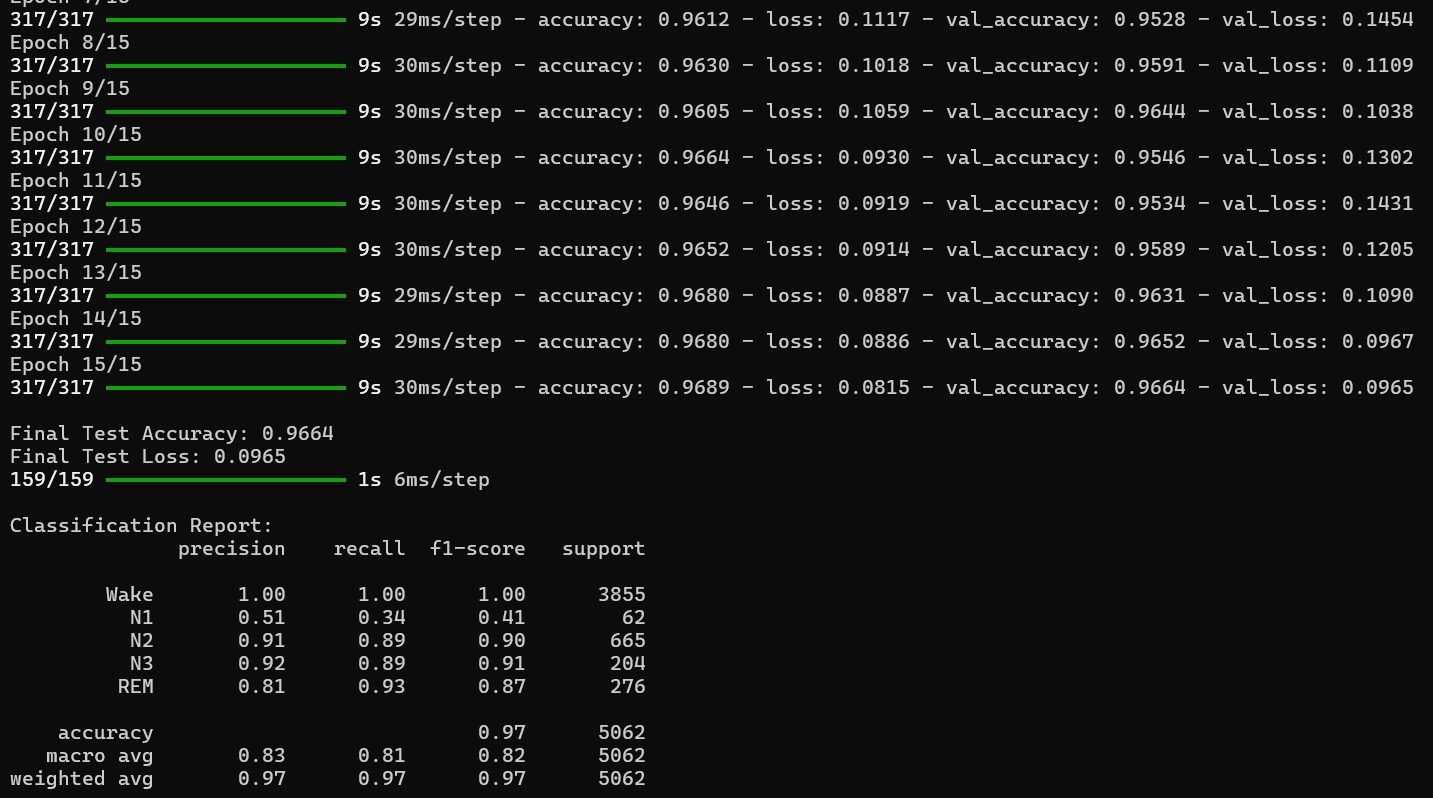 Epoch 7/15
317/317 9s 29ms/step - accuracy: 0.9612 - loss: 0.1117 - val_accuracy: 0.9528 - val_loss: 0.1454
Epoch 8/15
317/317 9s 30ms/step - accuracy: 0.9630 - loss: 0.1018 - val_accuracy: 0.9591 - val_loss: 0.1109
Epoch 9/15
317/317 9s 30ms/step - accuracy: 0.9605 - loss: 0.1059 - val_accuracy: 0.9644 - val_loss: 0.1038
Epoch 10/15
317/317 9s 30ms/step - accuracy: 0.9664 - loss: 0.0930 - val_accuracy: 0.9546 - val_loss: 0.1302
Epoch 11/15
317/317 9s 30ms/step - accuracy: 0.9646 - loss: 0.0919 - val_accuracy: 0.9534 - val_loss: 0.1431
Epoch 12/15
317/317 9s 30ms/step - accuracy: 0.9652 - loss: 0.0914 - val_accuracy: 0.9589 - val_loss: 0.1205
Epoch 13/15
317/317 9s 29ms/step - accuracy: 0.9680 - loss: 0.0887 - val_accuracy: 0.9631 - val_loss: 0.1090
Epoch 14/15
317/317 9s 29ms/step - accuracy: 0.9680 - loss: 0.0886 - val_accuracy: 0.9652 - val_loss: 0.0967
Epoch 15/15
317/317 9s 30ms/step - accuracy: 0.9689 - loss: 0.0815 - val_accuracy: 0.9664 - val_loss: 0.0965
Final Test Accuracy: 0.9664
Final Test Loss: 0.0965
159/159 1s 6ms/step
Classification Report:
precision recall f1-score support
Wake 1.00 1.00 1.00 3855
N1 0.51 0.34 0.41 62
N2 0.91 0.89 0.90 665
N3 0.92 0.89 0.91 204
REM 0.81 0.93 0.87 276
accuracy 0.97 5062
macro avg 0.83 0.81 0.82 5062
weighted avg 0.97 0.97 0.97 5062